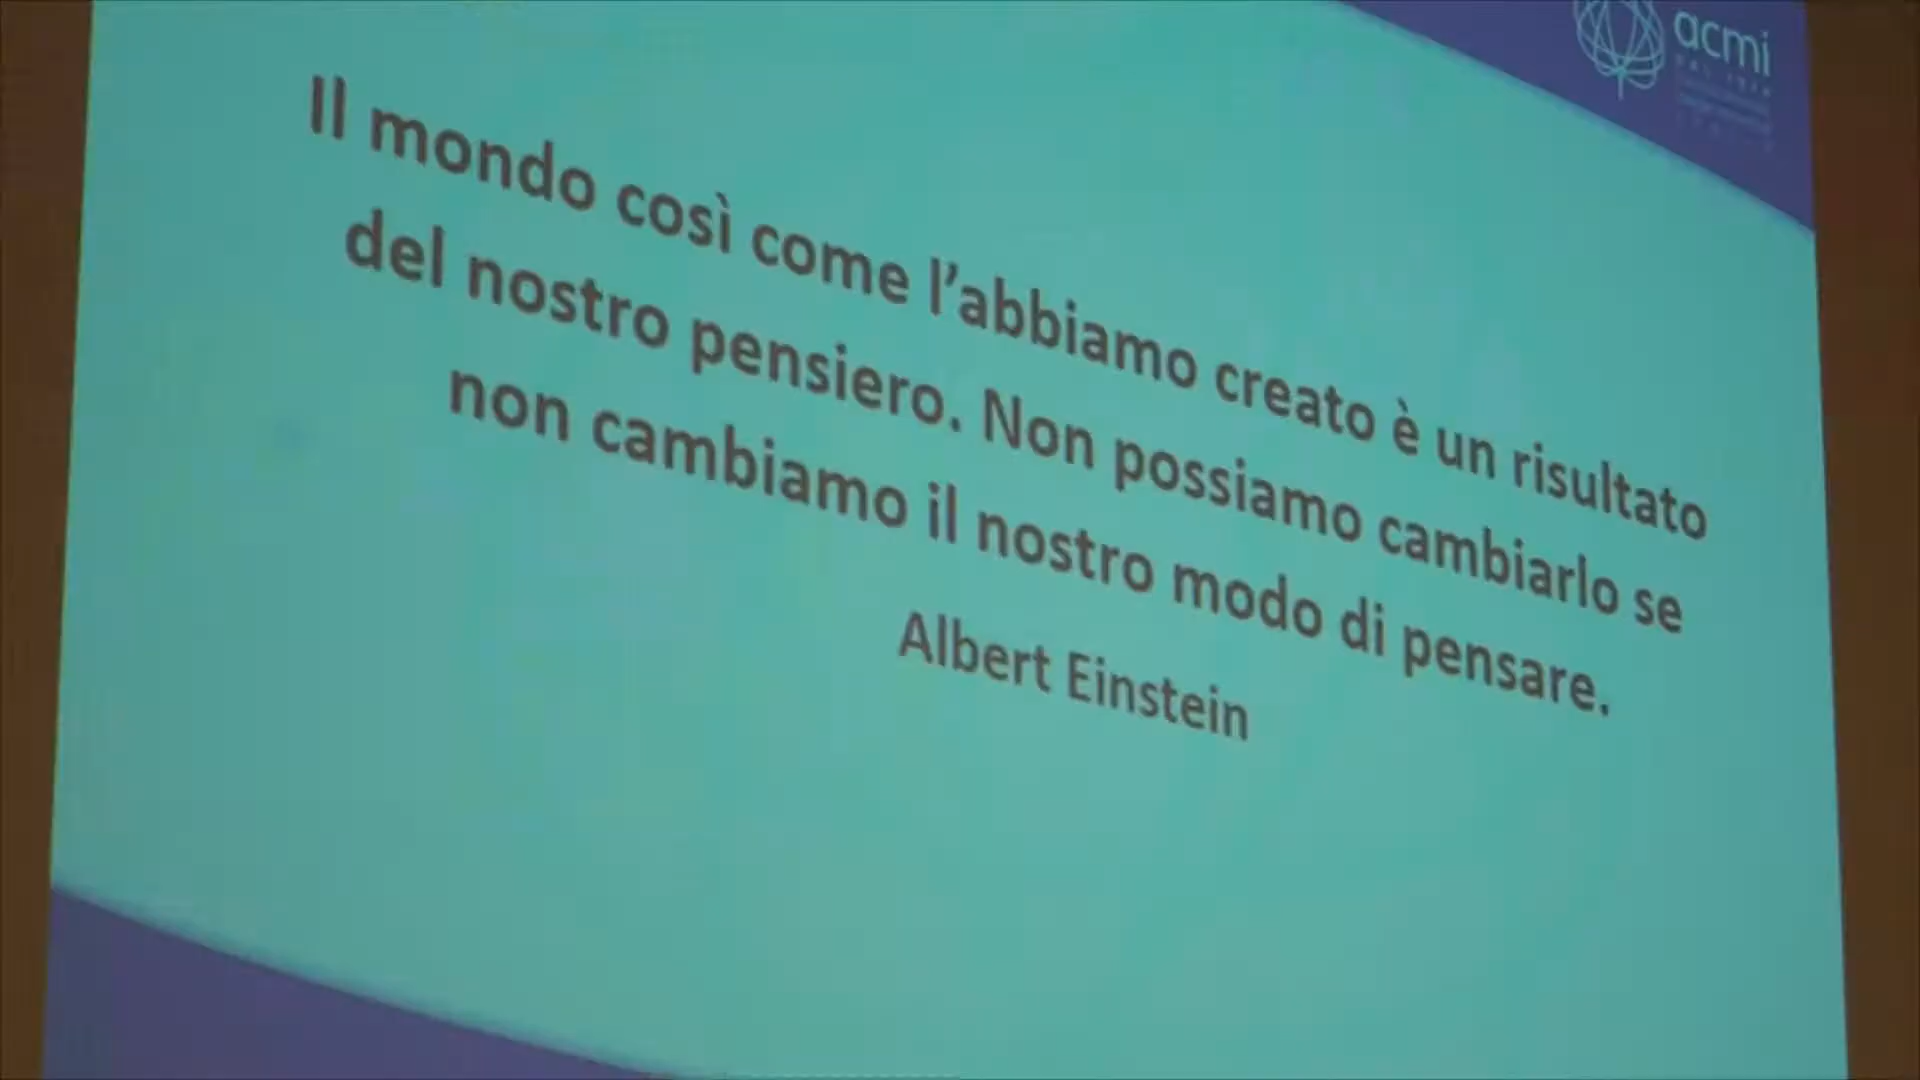 acmi
Il mondo così come l'abbiamo creato è un risultato
del nostro pensiero. Non possiamo cambiarlo se
non cambiamo il nostro modo di pensare.
Albert Einstein